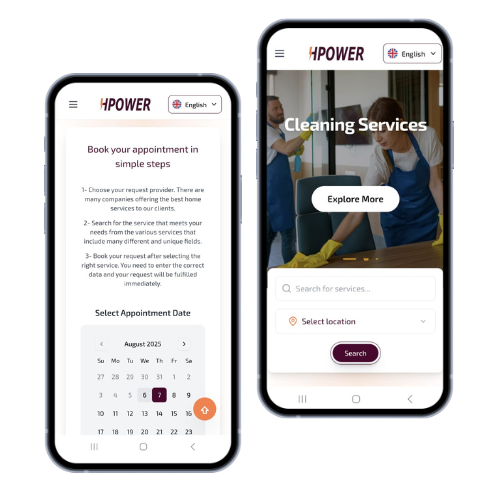 HPOWER
English
Book your appointment in
simple steps
1- Choose your request provider. There are
many companies offering the best home
services to our clients.
2- Search for the service that meets your
needs from the various services that
include many different and unique fields.
3- Book your request after selecting the
right service. You need to enter the correct
data and your request will be fulfilled
immediately.
Select Appointment Date
August 2025
Su Mo Tu We Th Fr Sa
27 28 29 30 31 1 2
3 4 5 6 7 8 9
10 11 12 13 14 15 16
17 18 19 20 21 22 23
HPOWER
English
Cleaning Services
Explore More
Search for services...
Select location
Search